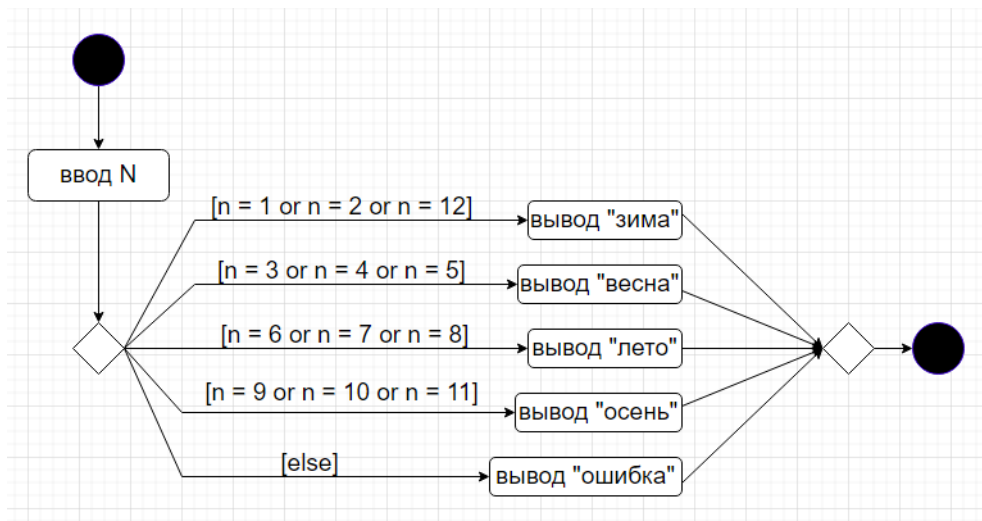 ввод N
[n = 1 or n = 2 or n = 12]
вывод "зима"
[n = 3 or n = 4 or n = 5]
вывод "весна"
[n = 6 or n = 7 or n = 8]
вывод "лето"
[n = 9 or n = 10 or n = 11]
вывод "осень"
[else]
вывод "ошибка"